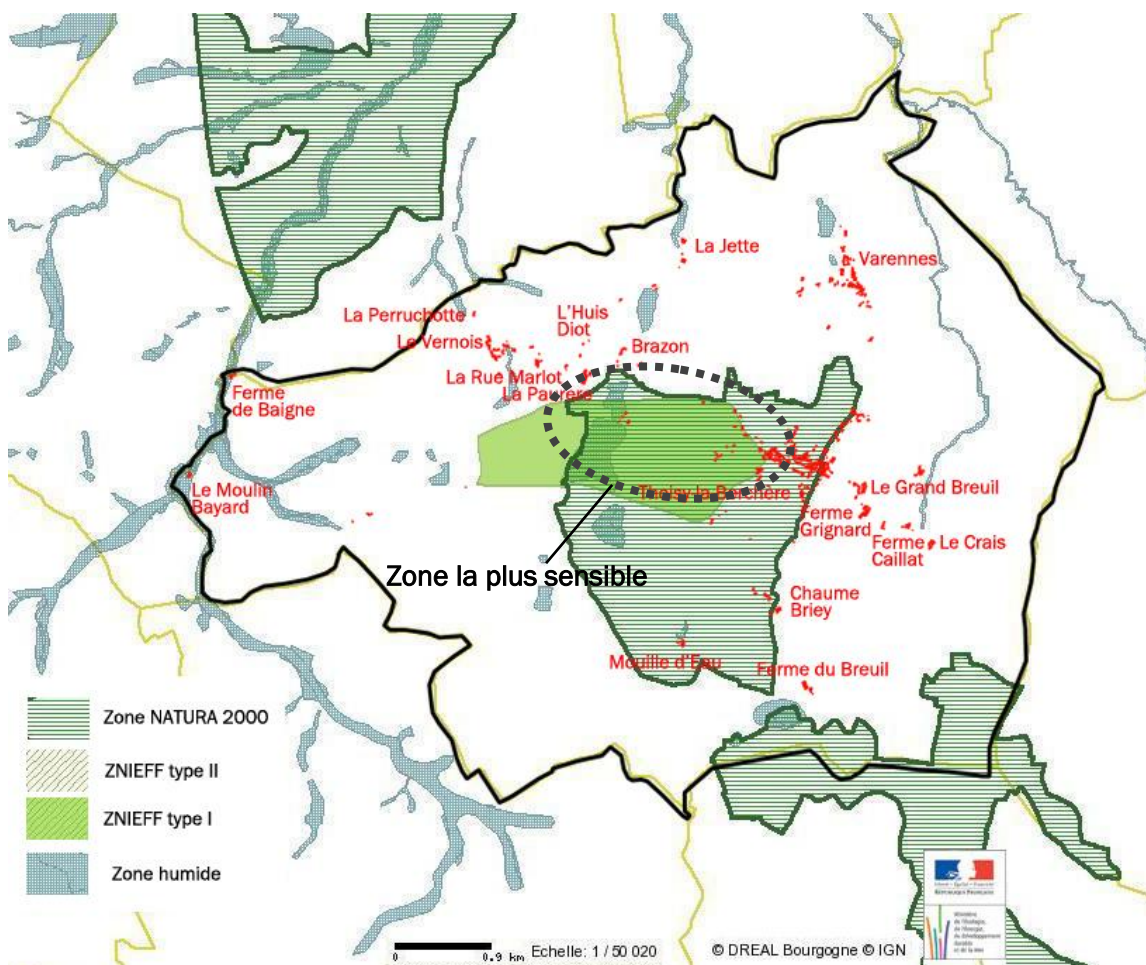 La Jette
Varennes
La Perruchotte
L'Huis
Diot
Le Vernois
Brazon
La Rue Marlot
La Paurere
Ferme
de Baigne
Le Moulin
Bayard
Thoisy la Berchère
Le Grand Breuil
Ferme
Grignard
Ferme
Caillat
Le Crais
Zone la plus sensible
Chaume
Briey
Mouille d'Eau
Ferme du Breuil
Zone NATURA 2000
ZNIEFF type II
ZNIEFF type I
Zone humide
0 0.9 km
Echelle: 1 / 50 020
© DREAL Bourgogne © IGN
RÉPUBLIQUE FRANÇAISE